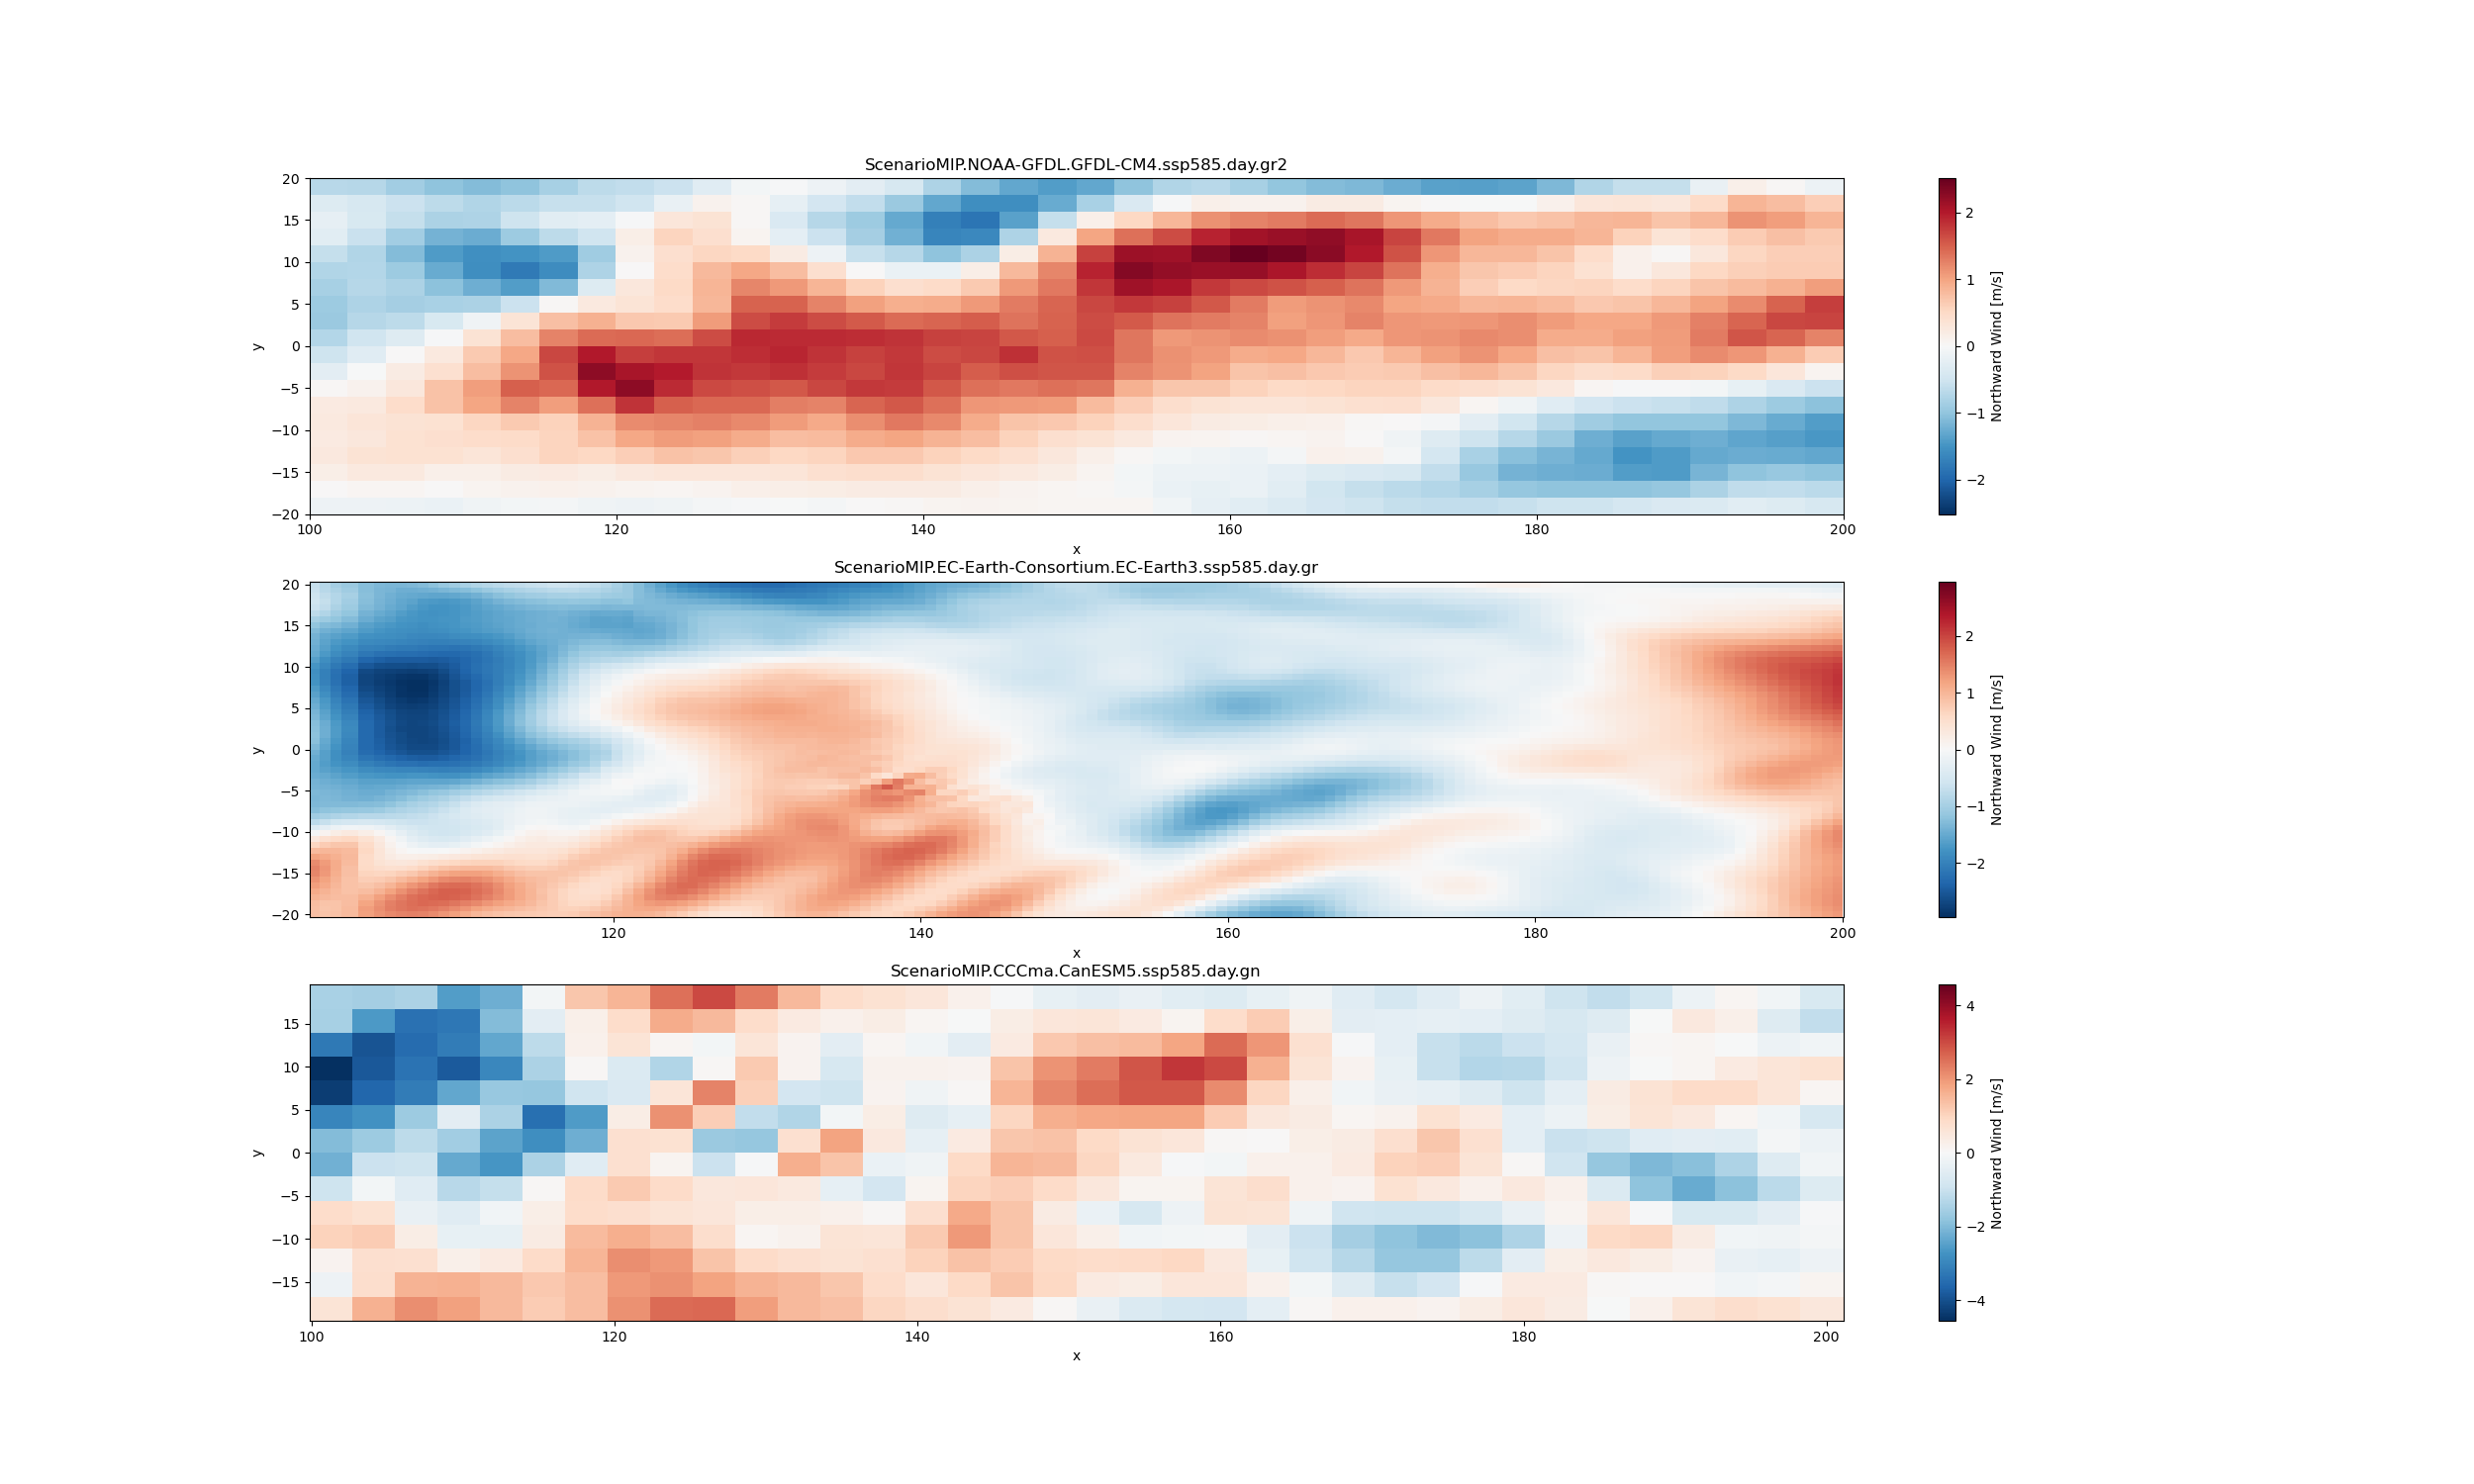 ScenarioMIP.NOAA-GFDL.GFDL-CM4.ssp585.day.gr2
20
15
10
5
0
−5
−10
−15
−20
y
100 120 140 160 180 200
x
2
1
0
−1
−2
Northward Wind [m/s]
ScenarioMIP.EC-Earth-Consortium.EC-Earth3.ssp585.day.gr
20
15
10
5
0
−5
−10
−15
−20
y
120 140 160 180 200
x
2
1
0
−1
−2
Northward Wind [m/s]
ScenarioMIP.CCCma.CanESM5.ssp585.day.gn
15
10
5
0
−5
−10
−15
y
100 120 140 160 180 200
x
4
2
0
−2
−4
Northward Wind [m/s]